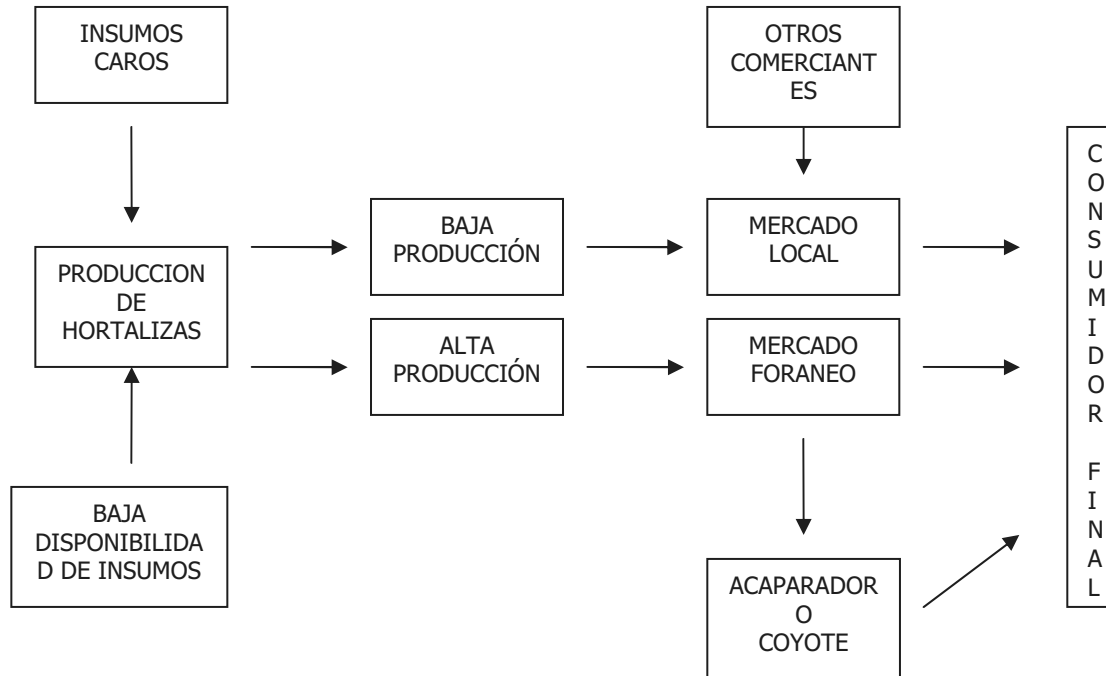 INSUMOS
CAROS
OTROS
COMERCIANT
ES
BAJA
PRODUCCIÓN
MERCADO
LOCAL
PRODUCCION
DE
HORTALIZAS
ALTA
PRODUCCIÓN
MERCADO
FORANEO
BAJA
DISPONIBILIDA
D DE INSUMOS
ACAPARADOR
O
COYOTE
C
O
N
S
U
M
I
D
O
R
F
I
N
A
L